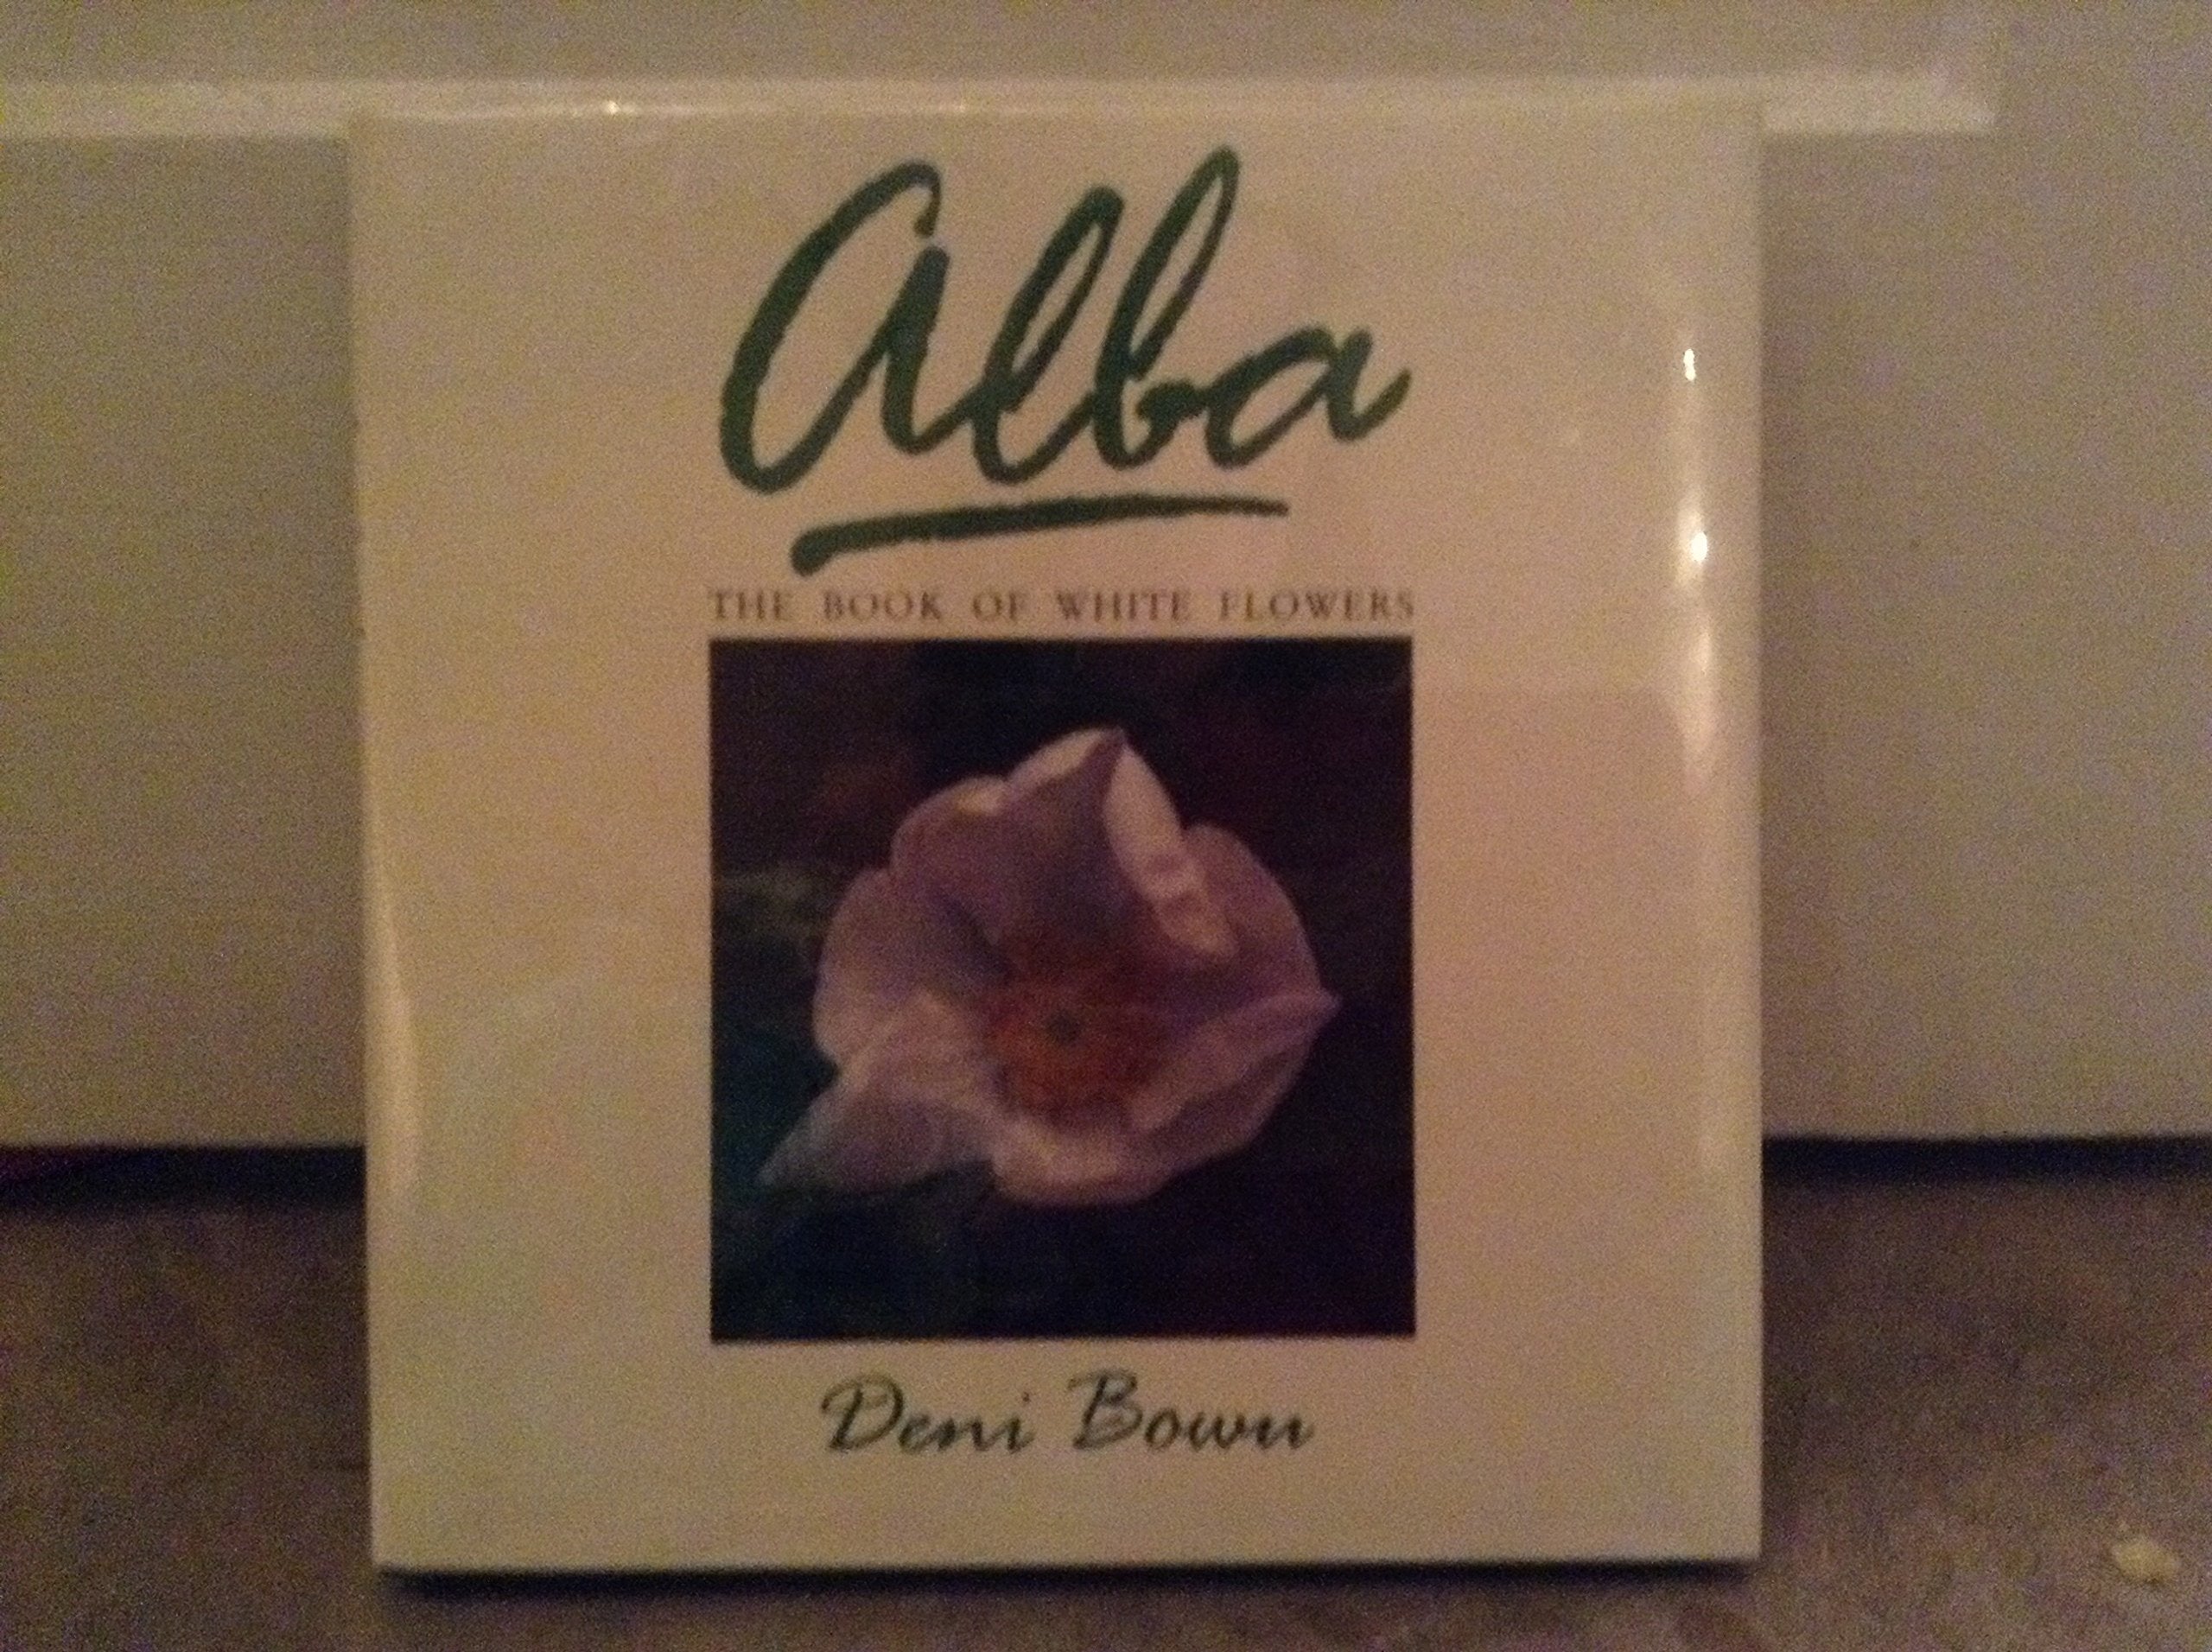 Alba
THE BOOK OF WHITE FLOWERS
Deni Bown